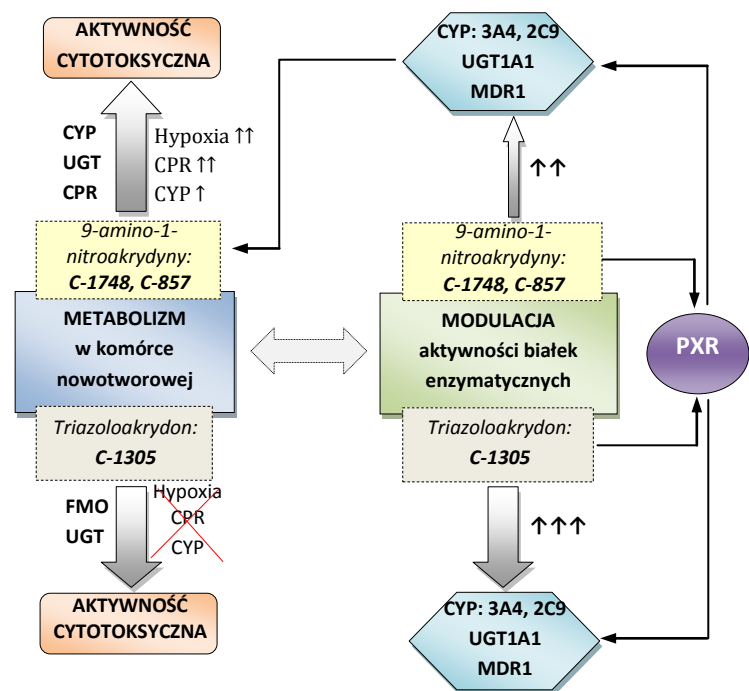 AKTYWNOŚĆ
CYTOTOKSYCZNA
CYP: 3A4, 2C9
UGT1A1
MDR1
CYP
UGT
CPR
Hypoxia ↑↑
CPR ↑↑
CYP ↑
↑↑
9-amino-1-
nitroakrydyny:
C-1748, C-857
9-amino-1-
nitroakrydyny:
C-1748, C-857
METABOLIZM
w komórce
nowotworowej
MODULACJA
aktywności białek
enzymatycznych
PXR
Triazoloakrydon:
C-1305
Triazoloakrydon:
C-1305
FMO
UGT
Hypoxia
CPR
CYP
↑↑↑
AKTYWNOŚĆ
CYTOTOKSYCZNA
CYP: 3A4, 2C9
UGT1A1
MDR1